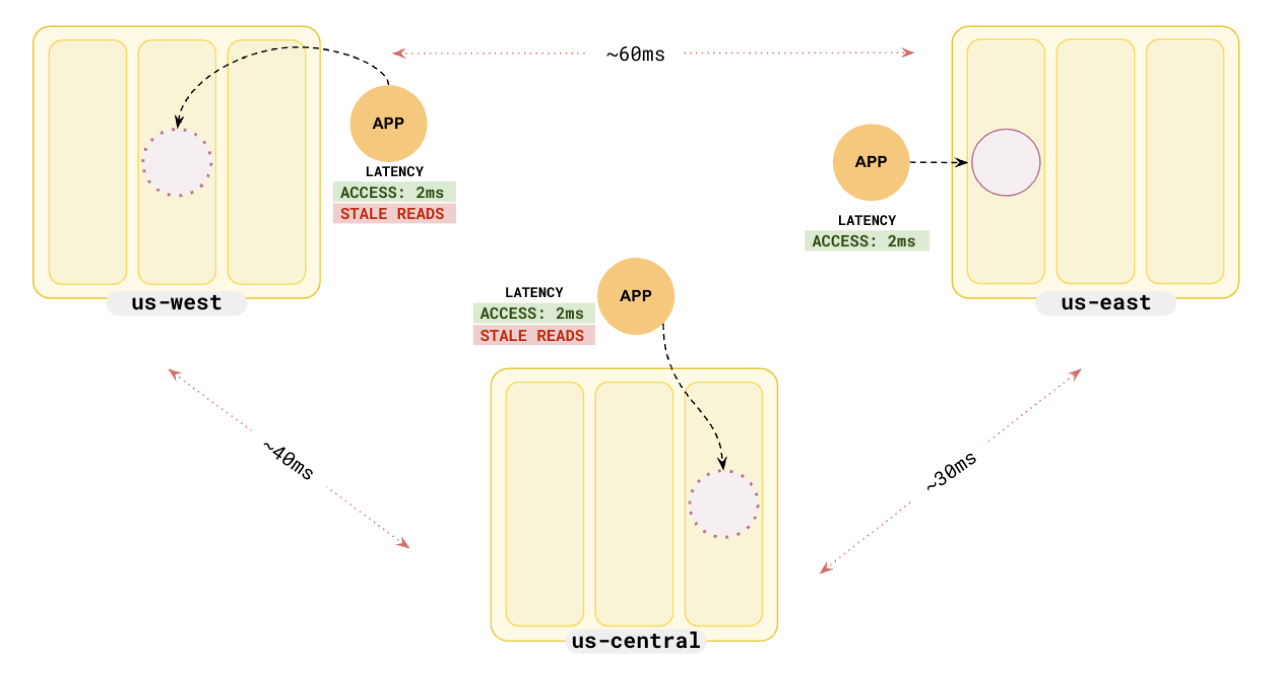 ~60ms
APP
LATENCY
ACCESS: 2ms
STALE READS
us-west
APP
LATENCY
ACCESS: 2ms
us-east
APP
LATENCY
ACCESS: 2ms
STALE READS
us-central
~40ms
~30ms